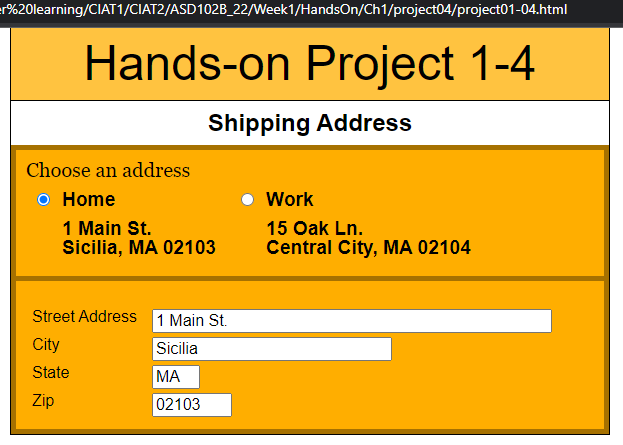 er%20learning/CIAT1/CIAT2/ASD102B_22/Week1/HandsOn/Ch1/project04/project01-04.html
Hands-on Project 1-4
Shipping Address
Choose an address
Home Work
1 Main St. 15 Oak Ln.
Sicilia, MA 02103 Central City, MA 02104
Street Address 1 Main St.
City Sicilia
State MA
Zip 02103